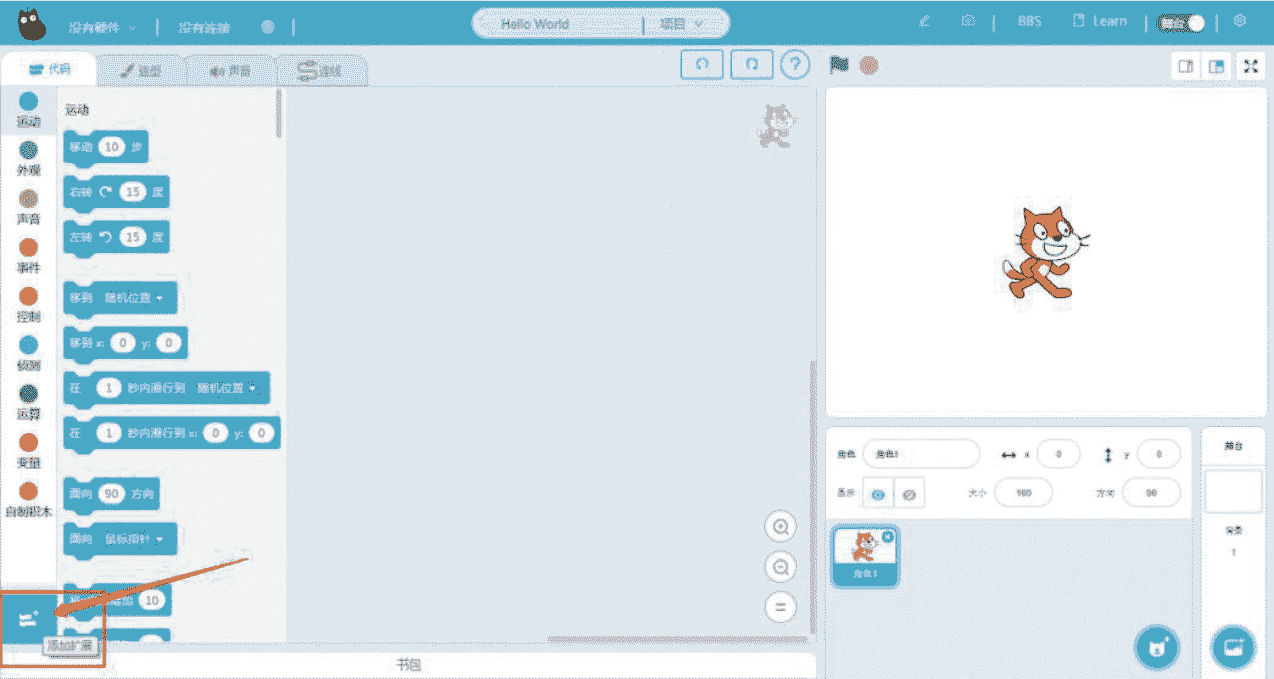 没有硬件 没有连接 Hello World 项目 BBS Learn
代码 造型 声音 连线
运动
外观
声音
事件
控制
侦测
运算
变量
自制积木
运动
移动 10 步
右转 15 度
左转 15 度
移到 随机位置
移到 x: 0 y: 0
在 1 秒内滑行到 随机位置
在 1 秒内滑行到 x: 0 y: 0
面向 90 方向
面向 鼠标指针
10
添加扩展
书包
角色 角色1 x 0 y 0
显示 大小 100 方向 90
角色1
舞台
背景
1